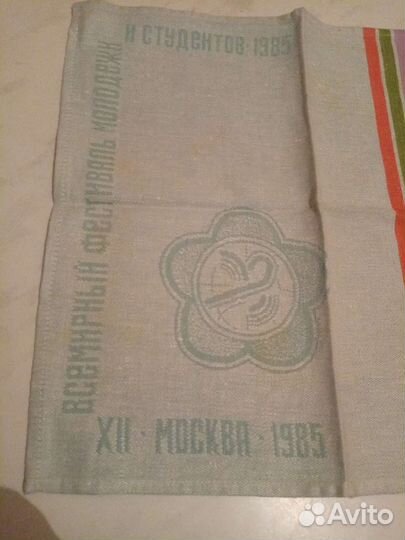 И СТУДЕНТОВ · 1985
ВСЕМИРНЫЙ ФЕСТИВАЛЬ МОЛОДЕЖИ
XII · МОСКВА · 1985
Avito